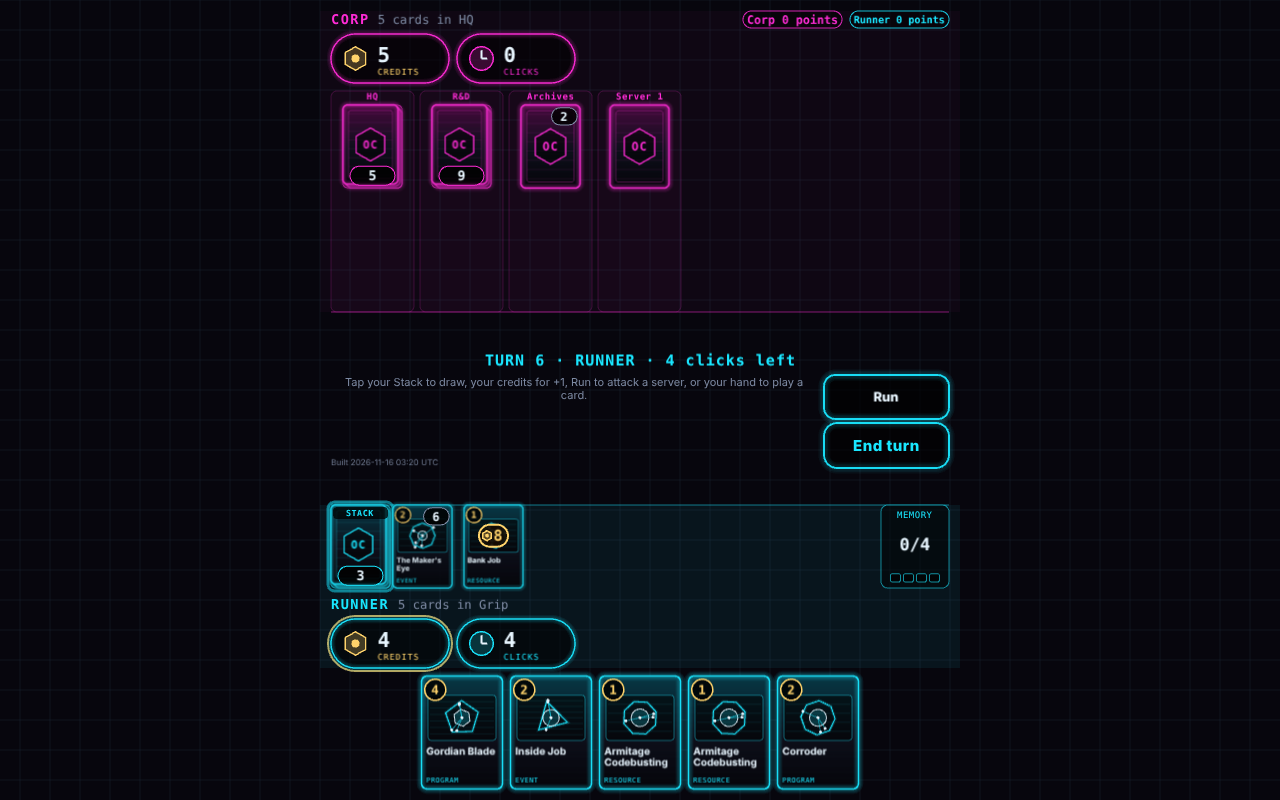 CORP 5 cards in HQ
Corp 0 points
Runner 0 points
5
CREDITS
0
CLICKS
HQ
R&D
Archives
Server 1
OC
5
OC
9
2
OC
OC
TURN 6 · RUNNER · 4 clicks left
Tap your Stack to draw, your credits for +1, Run to attack a server, or your hand to play a
card.
Run
End turn
Built 2026-11-16 03:20 UTC
STACK
OC
3
2
6
The Maker's
Eye
EVENT
1
8
Bank Job
RESOURCE
MEMORY
0/4
RUNNER 5 cards in Grip
4
CREDITS
4
CLICKS
4
Gordian Blade
PROGRAM
2
Inside Job
EVENT
1
Armitage
Codebusting
RESOURCE
1
Armitage
Codebusting
RESOURCE
2
Corroder
PROGRAM